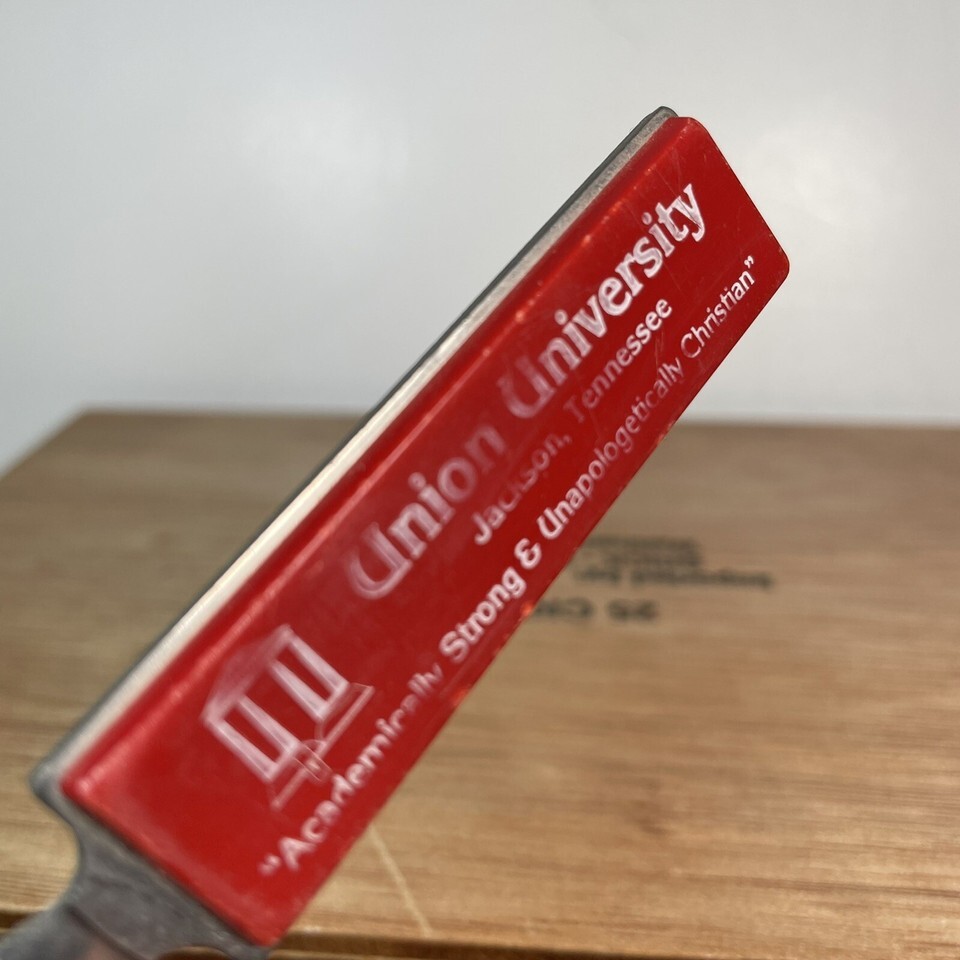 Union University
Jackson, Tennessee
"Academically Strong & Unapologetically Christian"